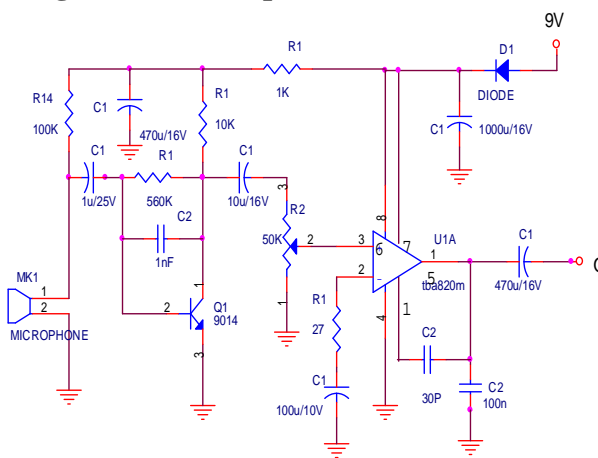 9V
R1
D1
R14
C1
R1
1K
DIODE
100K
470u/16V
10K
C1
1000u/16V
C1
R1
C1
1u/25V
560K
10u/16V
3
R2
8
C2
50K
2
3
6
7
U1A
1
C1
1nF
2
-
5
tba820m
470u/16V
MK1
1
1
2
2
Q1
9014
R1
1
27
4
1
MICROPHONE
3
C2
C1
30P
C2
100n
100u/10V